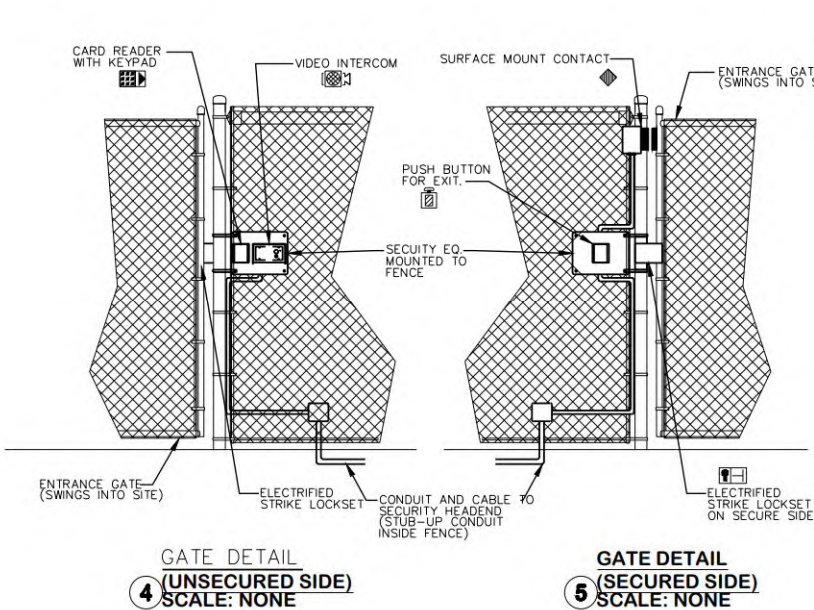 CARD READER
WITH KEYPAD
VIDEO INTERCOM
SURFACE MOUNT CONTACT
ENTRANCE GAT
(SWINGS INTO S
PUSH BUTTON
FOR EXIT.
SECUITY EQ.
MOUNTED TO
FENCE
ENTRANCE GATE
(SWINGS INTO SITE)
ELECTRIFIED
STRIKE LOCKSET
CONDUIT AND CABLE TO
SECURITY HEADEND
(STUB-UP CONDUIT
INSIDE FENCE)
ELECTRIFIED
STRIKE LOCKSET
ON SECURE SIDE
4
GATE DETAIL
(UNSECURED SIDE)
SCALE: NONE
5
GATE DETAIL
(SECURED SIDE)
SCALE: NONE